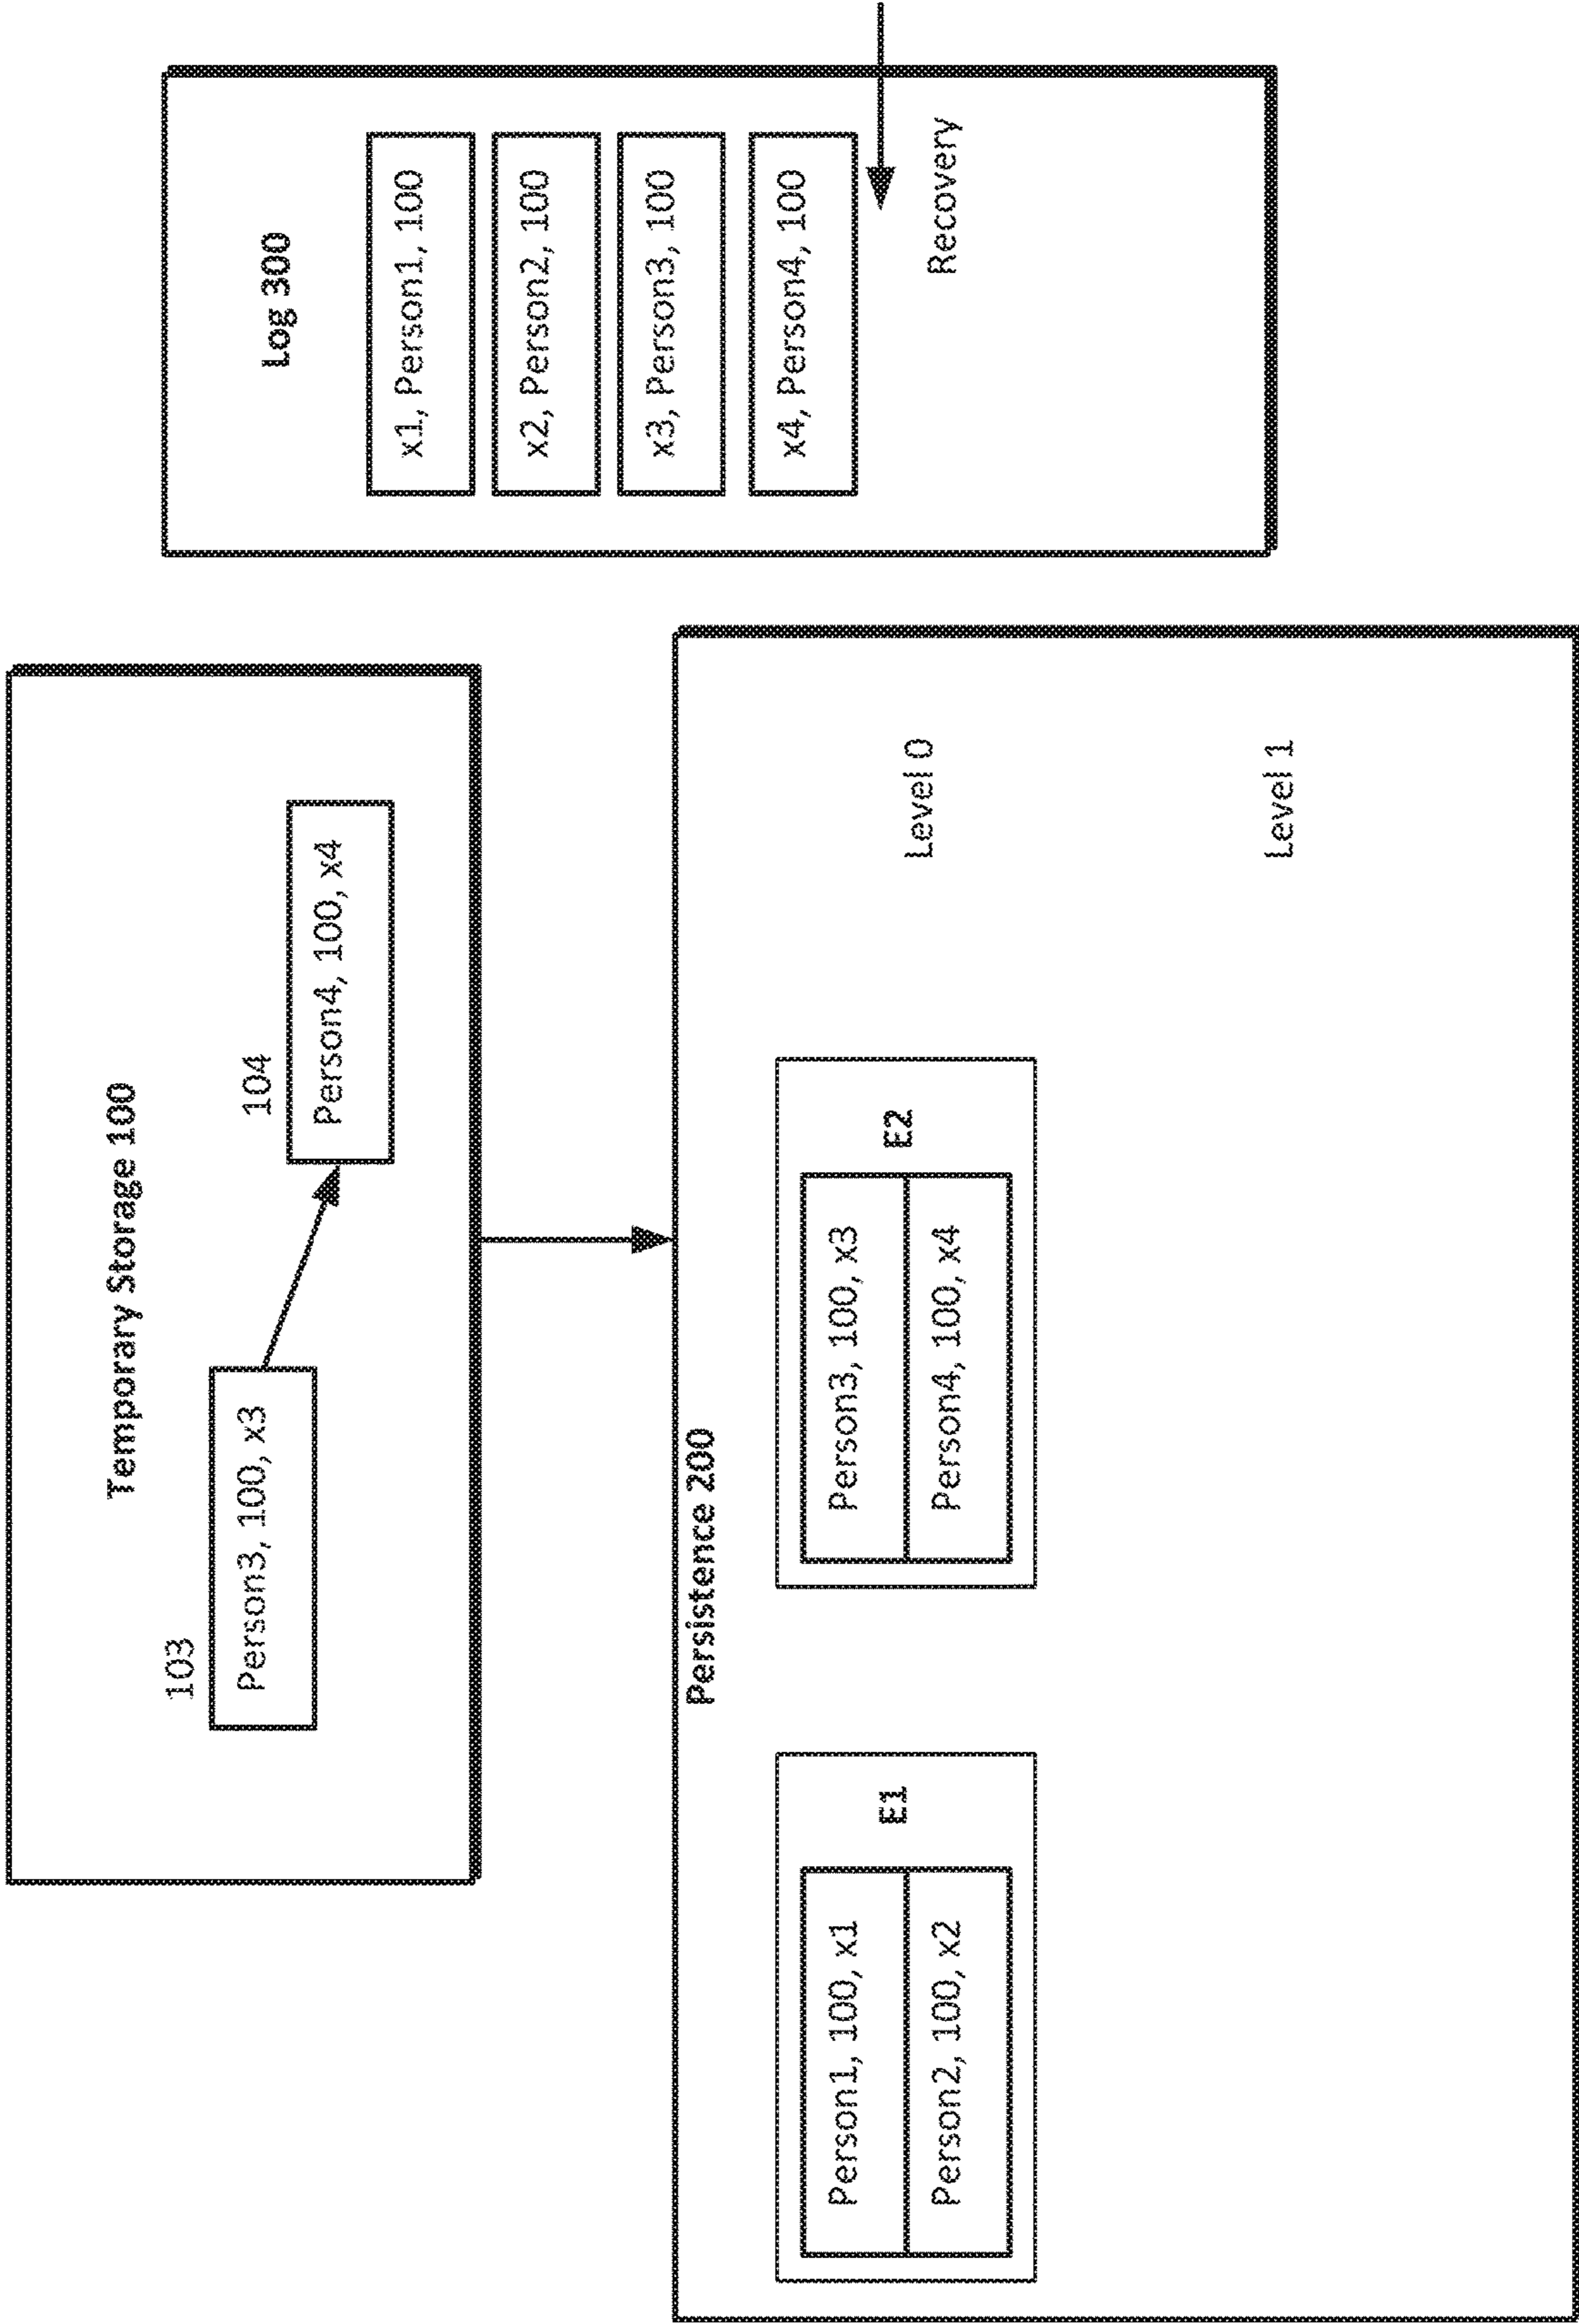 Temporary Storage 100
103
Person3, 100, x3
104
Person4, 100, x4
Log 300
x1, Person1, 100
x2, Person2, 100
x3, Person3, 100
x4, Person4, 100
Recovery
Persistence 200
Person1, 100, x1
Person2, 100, x2
E1
Person3, 100, x3
Person4, 100, x4
E2
Level 0
Level 1